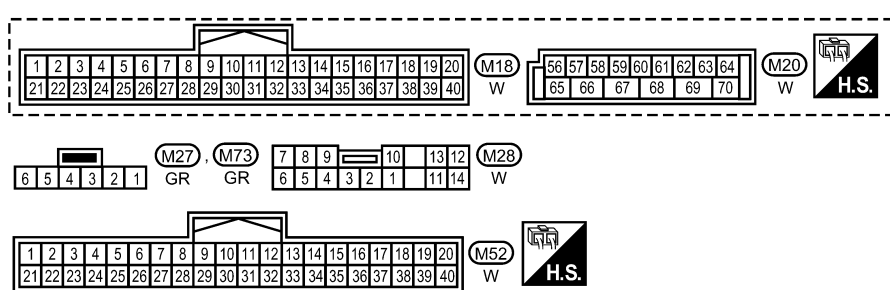 1 2 3 4 5 6 7 8 9 10 11 12 13 14 15 16 17 18 19 20 M18 56 57 58 59 60 61 62 63 64 M20
21 22 23 24 25 26 27 28 29 30 31 32 33 34 35 36 37 38 39 40 W 65 66 67 68 69 70 W H.S.
7 8 9 10 13 12
M27 , M73 M28
6 5 4 3 2 1 GR GR 6 5 4 3 2 1 11 14 W
1 2 3 4 5 6 7 8 9 10 11 12 13 14 15 16 17 18 19 20 M52
21 22 23 24 25 26 27 28 29 30 31 32 33 34 35 36 37 38 39 40 W H.S.